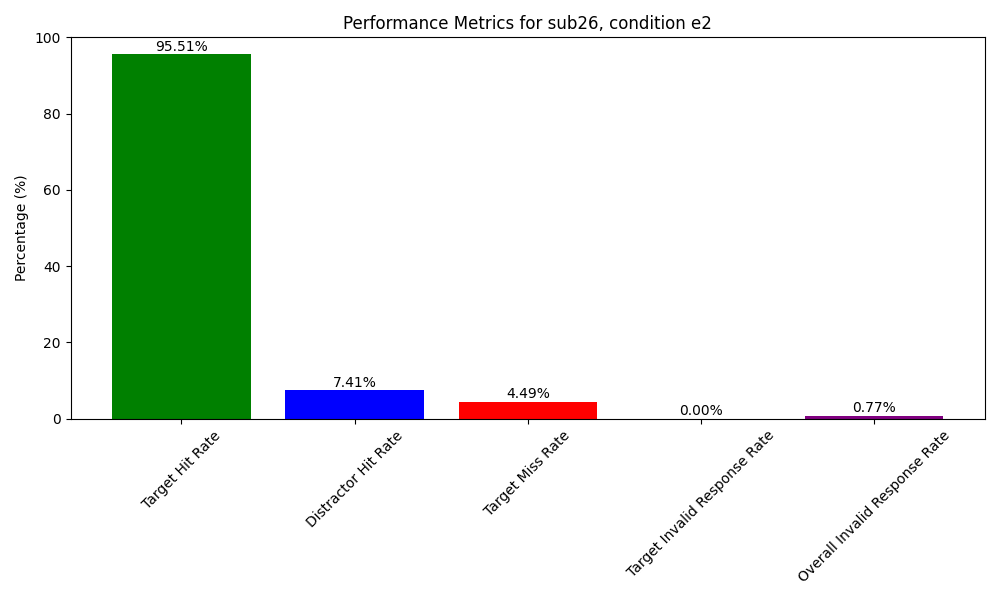 Performance Metrics for sub26, condition e2
Percentage (%)
100
80
60
40
20
0
95.51%
7.41%
4.49%
0.00%
0.77%
Target Hit Rate
Distractor Hit Rate
Target Miss Rate
Target Invalid Response Rate
Overall Invalid Response Rate